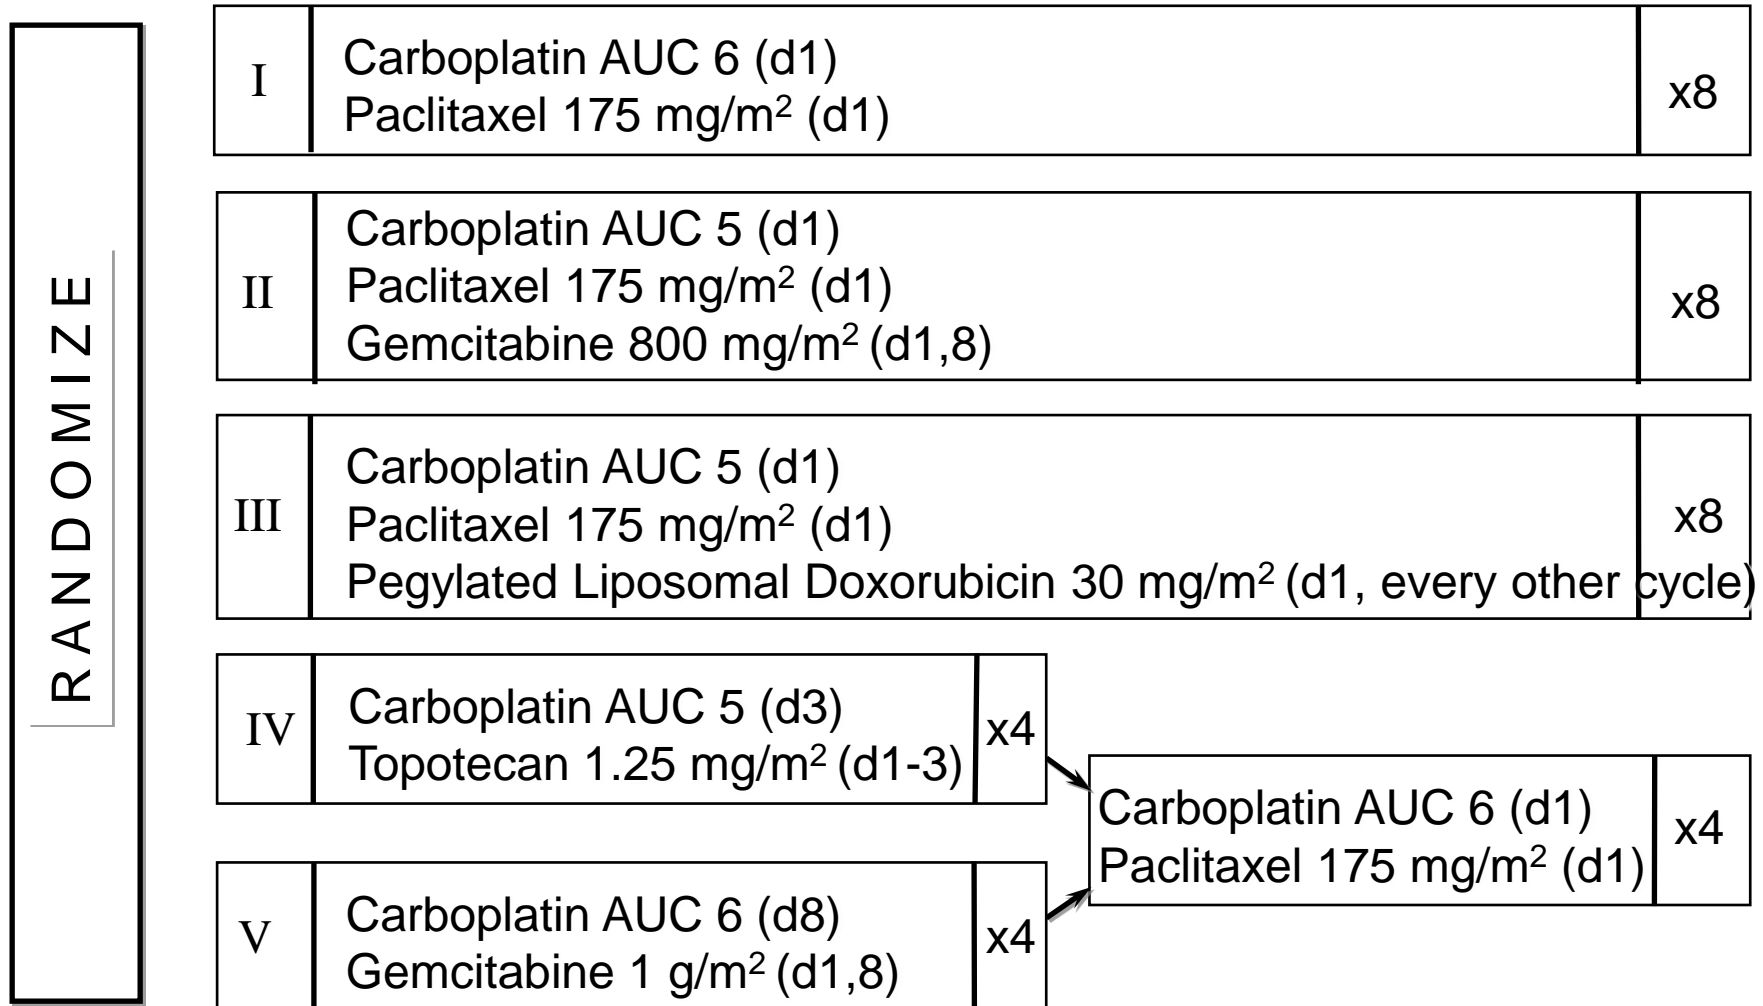 RANDOMIZE
I
Carboplatin AUC 6 (d1)
Paclitaxel 175 mg/m² (d1)
x8
II
Carboplatin AUC 5 (d1)
Paclitaxel 175 mg/m² (d1)
Gemcitabine 800 mg/m² (d1,8)
x8
III
Carboplatin AUC 5 (d1)
Paclitaxel 175 mg/m² (d1)
Pegylated Liposomal Doxorubicin 30 mg/m² (d1, every other cycle)
x8
IV
Carboplatin AUC 5 (d3)
Topotecan 1.25 mg/m² (d1-3)
x4
V
Carboplatin AUC 6 (d8)
Gemcitabine 1 g/m² (d1,8)
x4
Carboplatin AUC 6 (d1)
Paclitaxel 175 mg/m² (d1)
x4